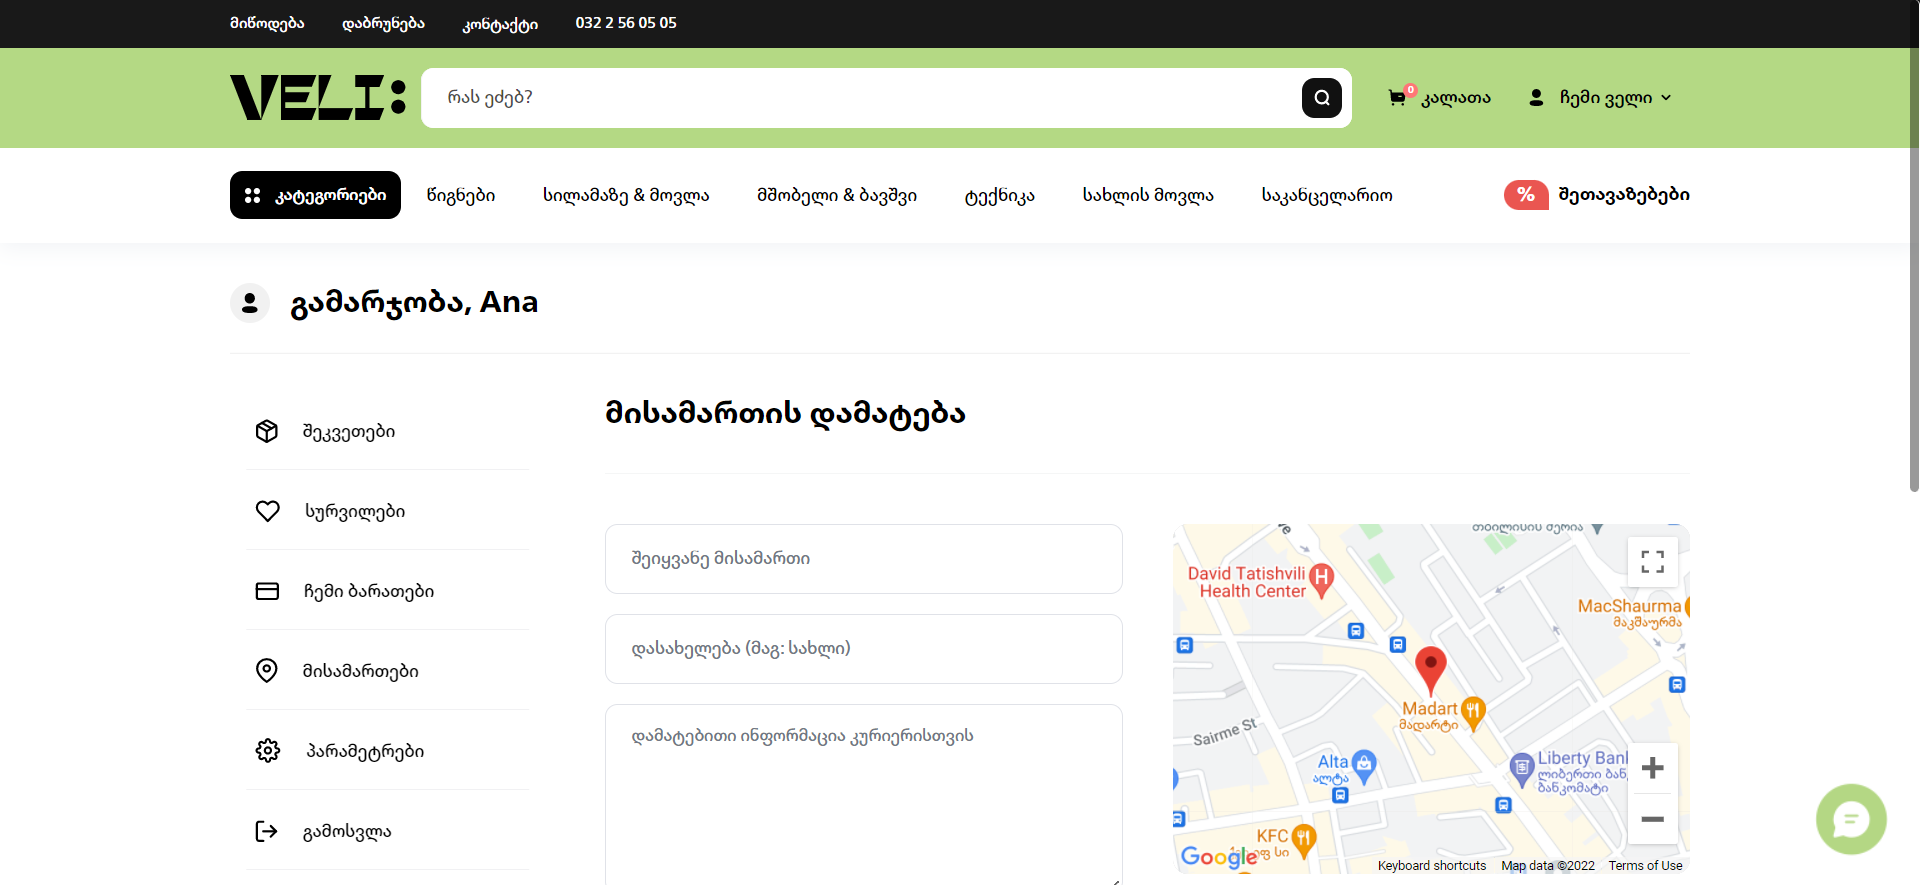 მიწოდება დაბრუნება კონტაქტი 032 2 56 05 05
VELI: რას ეძებ? 0 კალათა ჩემი ველი
კატეგორიები წიგნები სილამაზე & მოვლა მშობელი & ბავშვი ტექნიკა სახლის მოვლა საკანცელარიო % შეთავაზებები
გამარჯობა, Ana
მისამართის დამატება
შეკვეთები
სურვილები
ჩემი ბარათები
მისამართები
პარამეტრები
გამოსვლა
შეიყვანე მისამართი
დასახელება (მაგ: სახლი)
დამატებითი ინფორმაცია კურიერისთვის
თბილისის მერია
David Tatishvili
Health Center
MacShaurma
მაკშაურმა
Madart
მადარტი
Sairme St
Alta
ალტა
Liberty Bank
ლიბერთი ბან
ბანკომატი
KFC
Google სი
Keyboard shortcuts Map data ©2022 Terms of Use